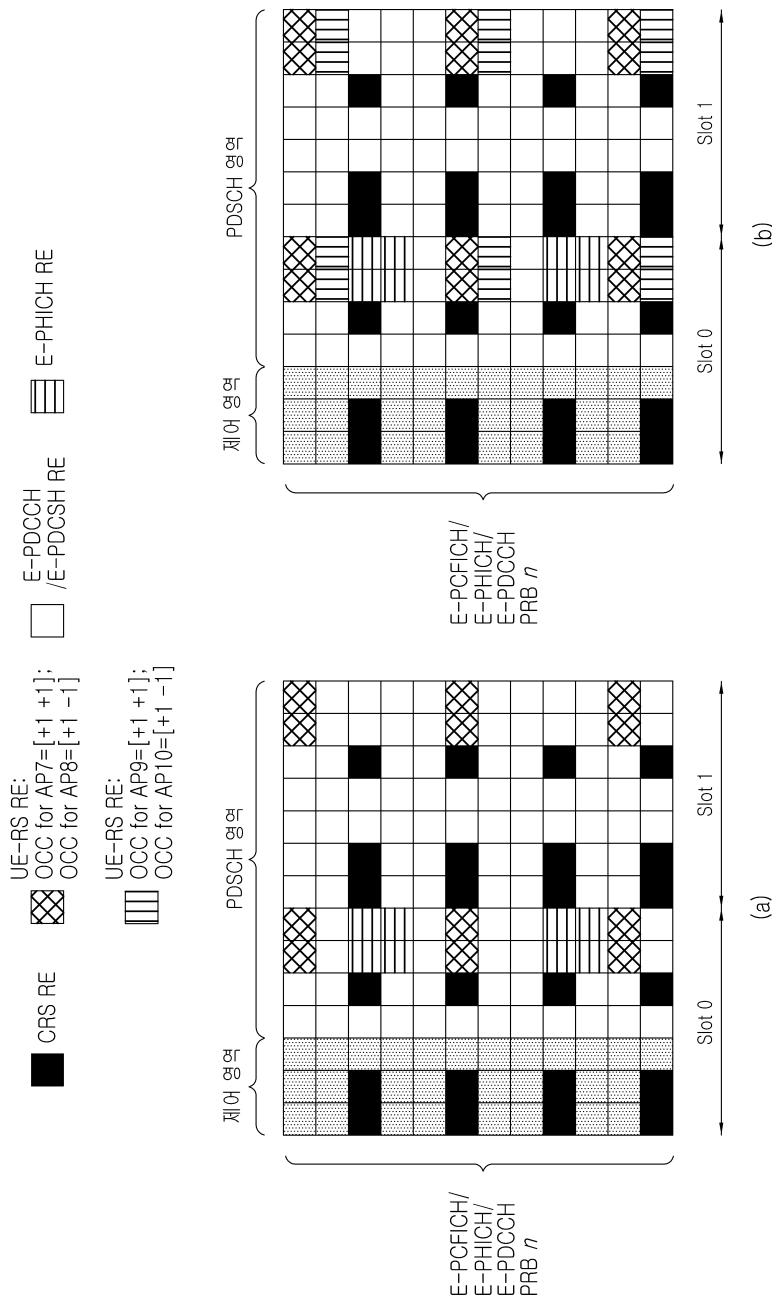 CRS RE
UE-RS RE:
OCC for AP7=[+1 +1];
OCC for AP8=[+1 -1]
UE-RS RE:
OCC for AP9=[+1 +1];
OCC for AP10=[+1 -1]
E-PDCCH
/E-PDCSH RE
E-PHICH RE
제어 영역
PDSCH 영역
E-PCFICH/
E-PHICH/
E-PDCCH
PRB n
Slot 0
Slot 1
(a)
제어 영역
PDSCH 영역
E-PCFICH/
E-PHICH/
E-PDCCH
PRB n
Slot 0
Slot 1
(b)